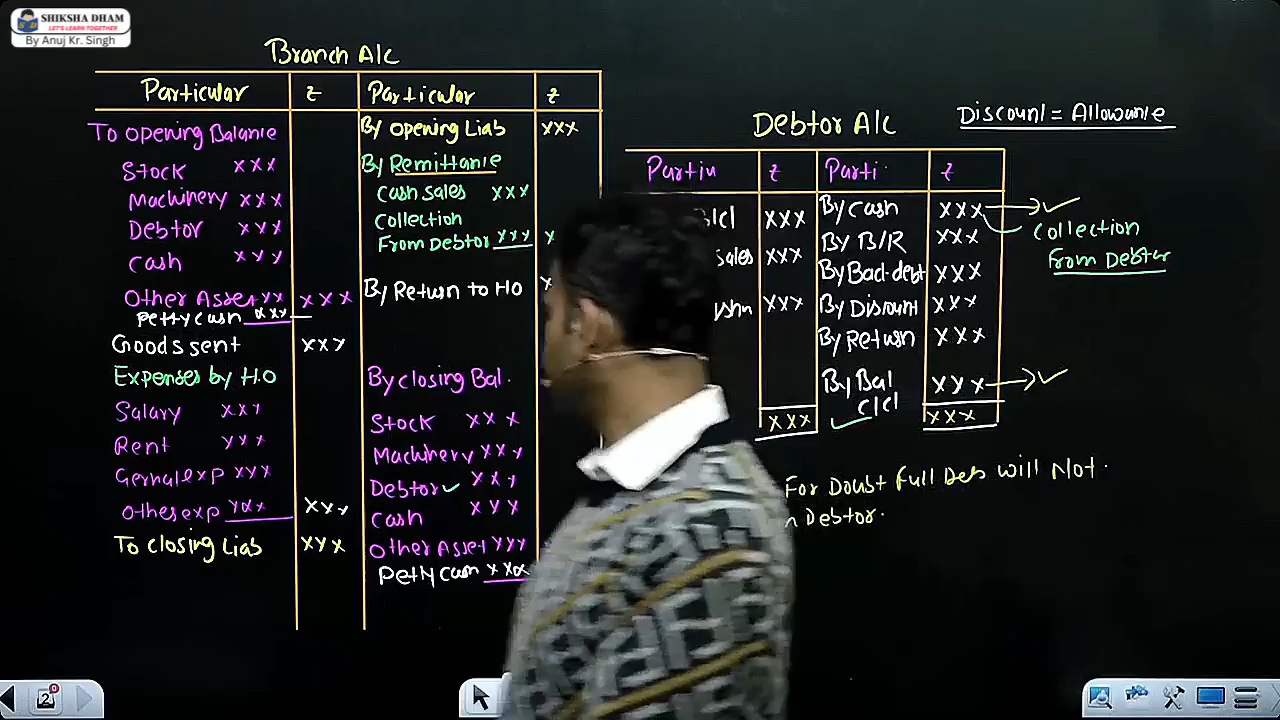 SHIKSHA DHAM
LET'S LEARN TOGETHER
By Anuj Kr. Singh
Branch A/c
Particular ₹ Particular ₹
To opening Balance
Stock xxx
Machinery xxx
Debtor xxx
Cash xxx
Other Asset xx xxx
Petty cash xxx
Goods sent xxx
Expenses by H.O
Salary xxx
Rent xxx
Genral exp xxx
Other exp xxx xxx
To closing Liab xxx
By opening Liab xxx
By Remittance
Cash sales xxx
Collection
From Debtor xxx x
By Return to HO x
By closing Bal.
Stock xxx
Machinery xxx
Debtor ✓ xxx
Cash xxx
Other Asset xxx
Petty cash xxx
Debtor A/c
Discount = Allowance
₹ Parti. ₹
xxx By Cash xxx → ✓
sales xxx By B/R xxx
By Bad debt xxx
xxx By Discount xxx
By Return xxx
By Bal xxx → ✓
c/d
xxx ✓ xxx
Collection
From Debtor
For Doubt full Debs will Not.
Debtor.
2